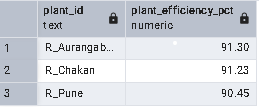 plant_id plant_efficiency_pct
text numeric
1 R_Aurangab... 91.30
2 R_Chakan 91.23
3 R_Pune 90.45